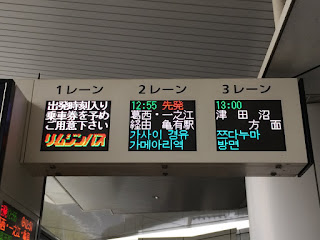 1レーン
2レーン
3レーン
出発時刻入り
乗車券を予め
ご用意下さい
リムジンバス
12:55 先発
葛西・一之江
経由 亀有駅
가사이 경유
가메아리역
13:00
津田沼
方面
쯔다누마
방면